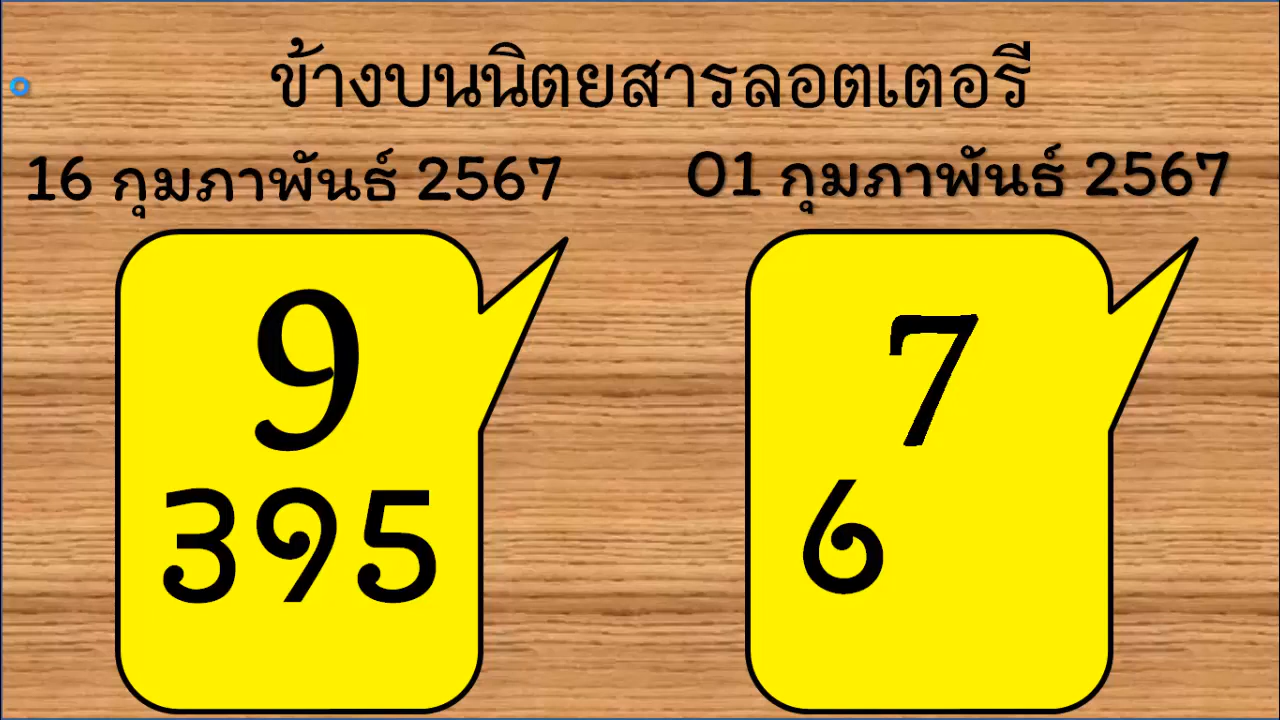 ข้างบนนิตยสารลอตเตอรี
16 กุมภาพันธ์ 2567
01 กุมภาพันธ์ 2567
9
395
7
6